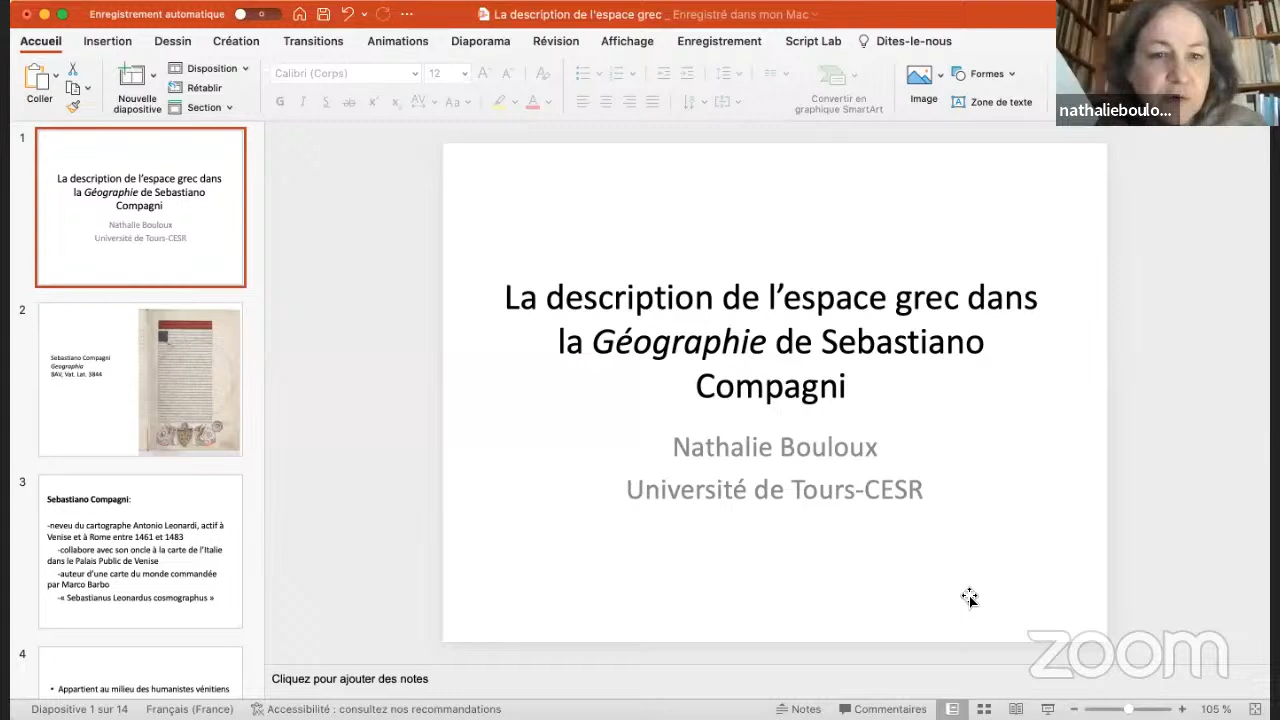 Enregistrement automatique
La description de l'espace grec _ Enregistré dans mon Mac
Accueil Insertion Dessin Création Transitions Animations Diaporama Révision Affichage Enregistrement Script Lab Dites-le-nous
Coller
Nouvelle diapositive
Disposition
Rétablir
Section
Calibri (Corps) 12
G I S ab x² x₂ AV Aa
Convertir en graphique SmartArt
Image
Formes
Zone de texte
nathalieboulo...
1
La description de l'espace grec dans
la Géographie de Sebastiano
Compagni
Nathalie Bouloux
Université de Tours-CESR
2
Sebastiano Compagni
Geographia
BAV, Vat. Lat. 3844
3
Sebastiano Compagni:
-neveu du cartographe Antonio Leonardi, actif à
Venise et à Rome entre 1461 et 1483
-collabore avec son oncle à la carte de l'Italie
dans le Palais Public de Venise
-auteur d'une carte du monde commandée
par Marco Barbo
-« Sebastianus Leonardus cosmographus »
4
• Appartient au milieu des humanistes vénitiens
La description de l'espace grec dans
la Géographie de Sebastiano
Compagni
Nathalie Bouloux
Université de Tours-CESR
zoom
Cliquez pour ajouter des notes
Diapositive 1 sur 14 Français (France) Accessibilité : consultez nos recommandations Notes Commentaires 105 %